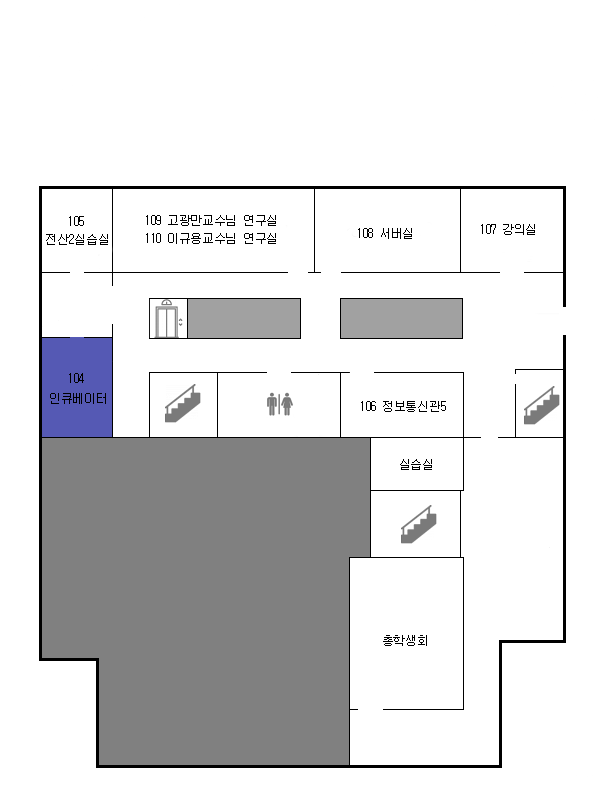 105
전산2실습실
109 고광만교수님 연구실
110 이규용교수님 연구실
108 서버실
107 강의실
104
인큐베이터
106 정보통신관5
실습실
총학생회